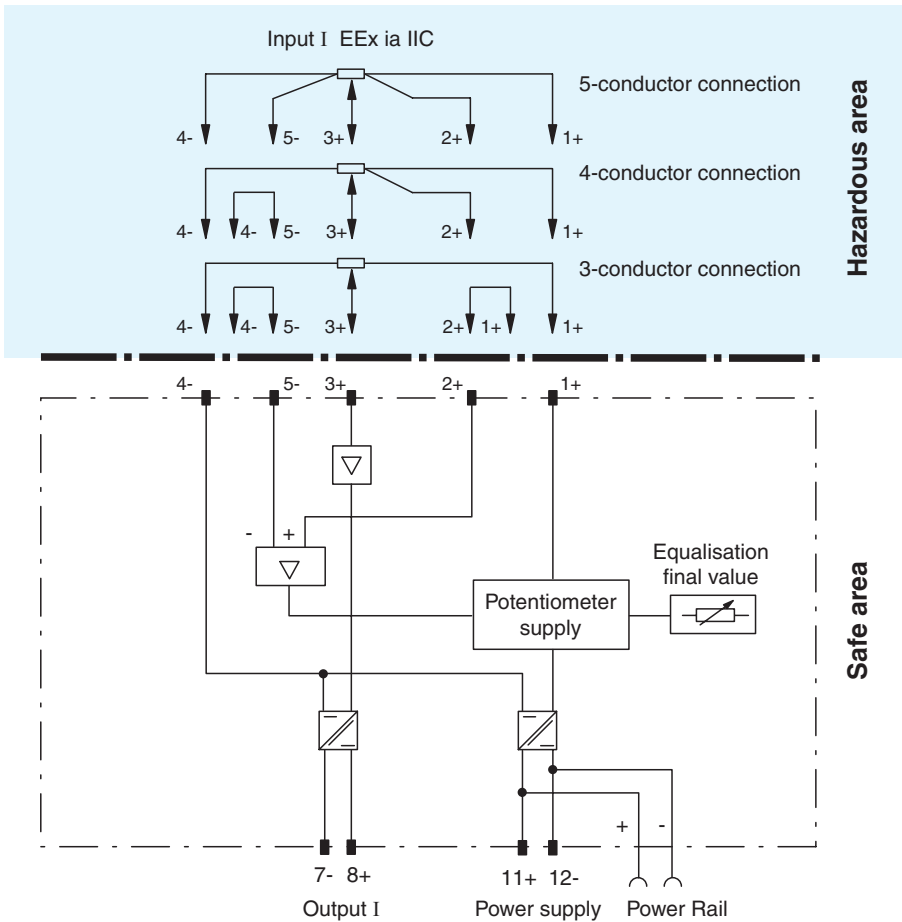 Input I EEx ia IIC
5-conductor connection
4- 5- 3+ 2+ 1+
4-conductor connection
4- 4- 5- 3+ 2+ 1+
3-conductor connection
4- 4- 5- 3+ 2+ 1+ 1+
Hazardous area
4- 5- 3+ 2+ 1+
- +
Equalisation
final value
Potentiometer
supply
Safe area
+ -
7- 8+ 11+ 12-
Output I Power supply Power Rail